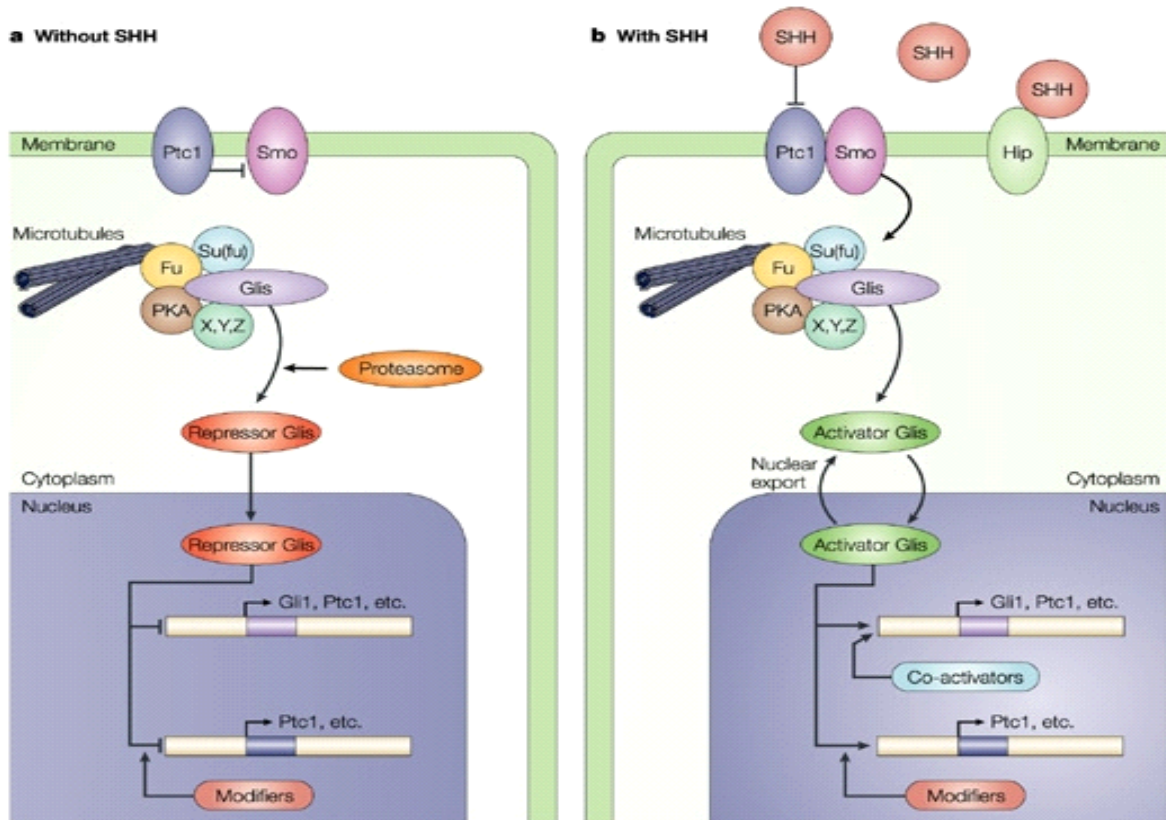 a Without SHH
Membrane
Ptc1
Smo
Microtubules
Su(fu)
Fu
Glis
PKA
X,Y,Z
Proteasome
Repressor Glis
Cytoplasm
Nucleus
Repressor Glis
Gli1, Ptc1, etc.
Ptc1, etc.
Modifiers
b With SHH
SHH
SHH
SHH
Ptc1
Smo
Hip
Membrane
Microtubules
Su(fu)
Fu
Glis
PKA
X,Y,Z
Activator Glis
Nuclear
export
Cytoplasm
Nucleus
Activator Glis
Gli1, Ptc1, etc.
Co-activators
Ptc1, etc.
Modifiers